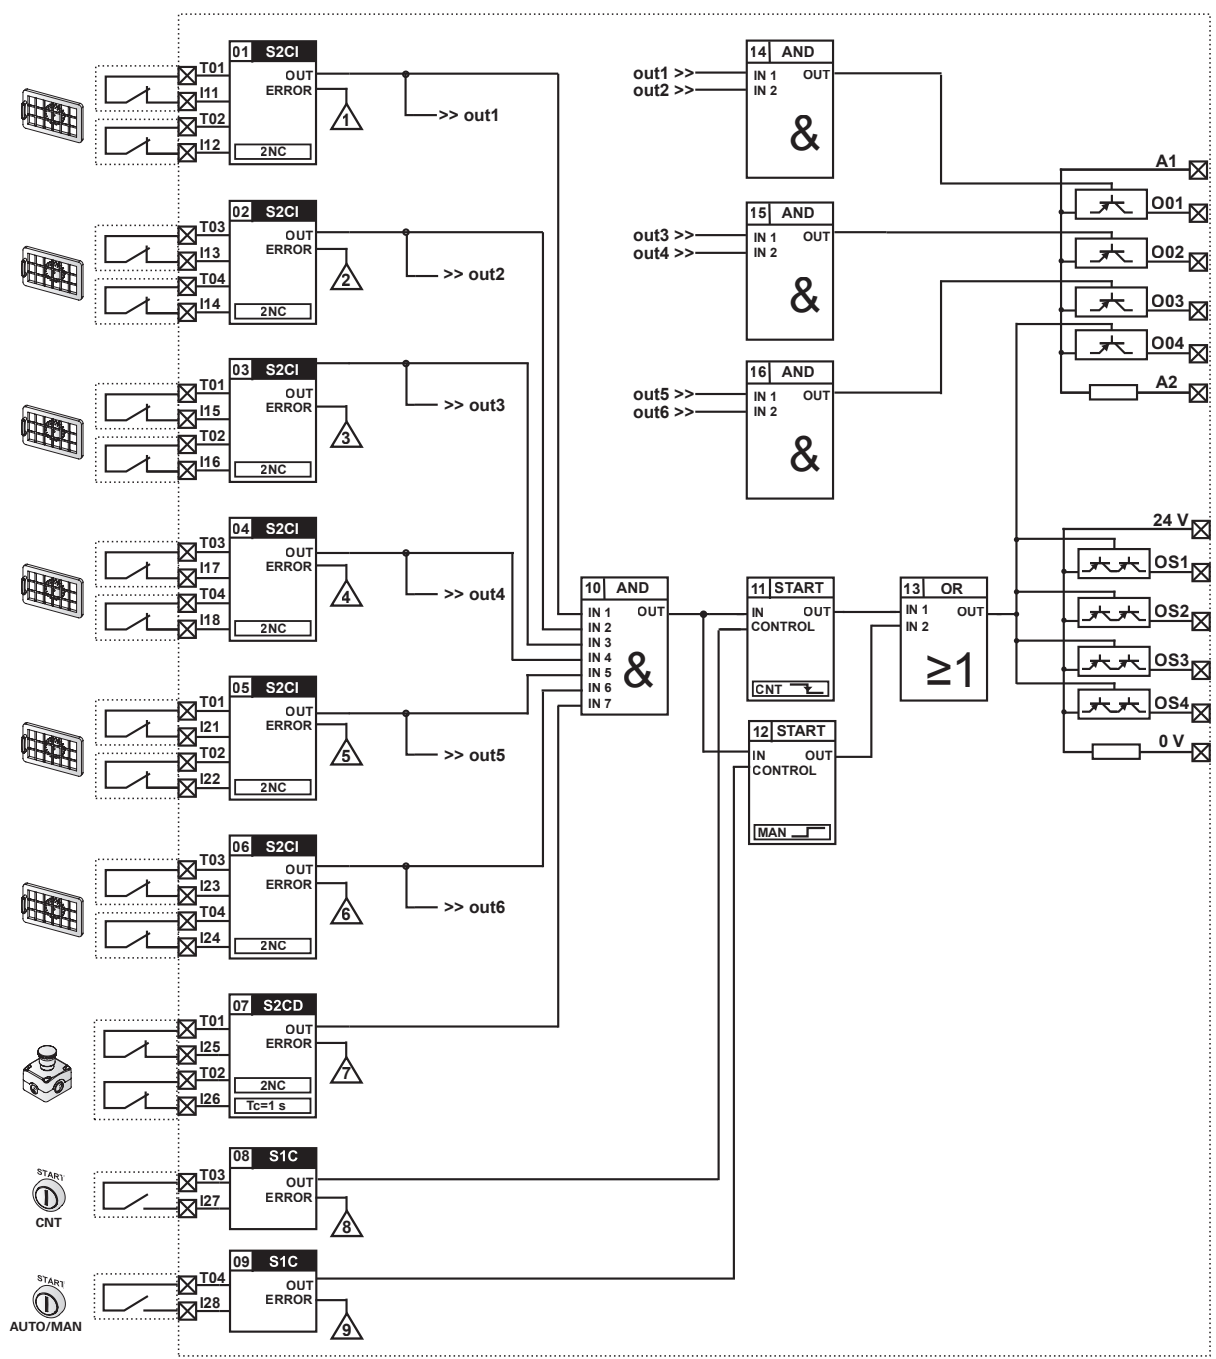 01 S2CI
T01
I11
T02
I12
OUT
ERROR
1
2NC
>> out1
02 S2CI
T03
I13
T04
I14
OUT
ERROR
2
2NC
>> out2
03 S2CI
T01
I15
T02
I16
OUT
ERROR
3
2NC
>> out3
04 S2CI
T03
I17
T04
I18
OUT
ERROR
4
2NC
>> out4
05 S2CI
T01
I21
T02
I22
OUT
ERROR
5
2NC
>> out5
06 S2CI
T03
I23
T04
I24
OUT
ERROR
6
2NC
>> out6
07 S2CD
T01
I25
T02
I26
OUT
ERROR
7
2NC
Tc=1 s
START
CNT
08 S1C
T03
I27
OUT
ERROR
8
START
AUTO/MAN
09 S1C
T04
I28
OUT
ERROR
9
10 AND
IN 1 OUT
IN 2
IN 3
IN 4
IN 5
IN 6
IN 7
&
11 START
IN OUT
CONTROL
CNT
12 START
IN OUT
CONTROL
MAN
13 OR
IN 1 OUT
IN 2
≥1
14 AND
out1 >> IN 1 OUT
out2 >> IN 2
&
15 AND
out3 >> IN 1 OUT
out4 >> IN 2
&
16 AND
out5 >> IN 1 OUT
out6 >> IN 2
&
A1
O01
O02
O03
O04
A2
24 V
OS1
OS2
OS3
OS4
0 V